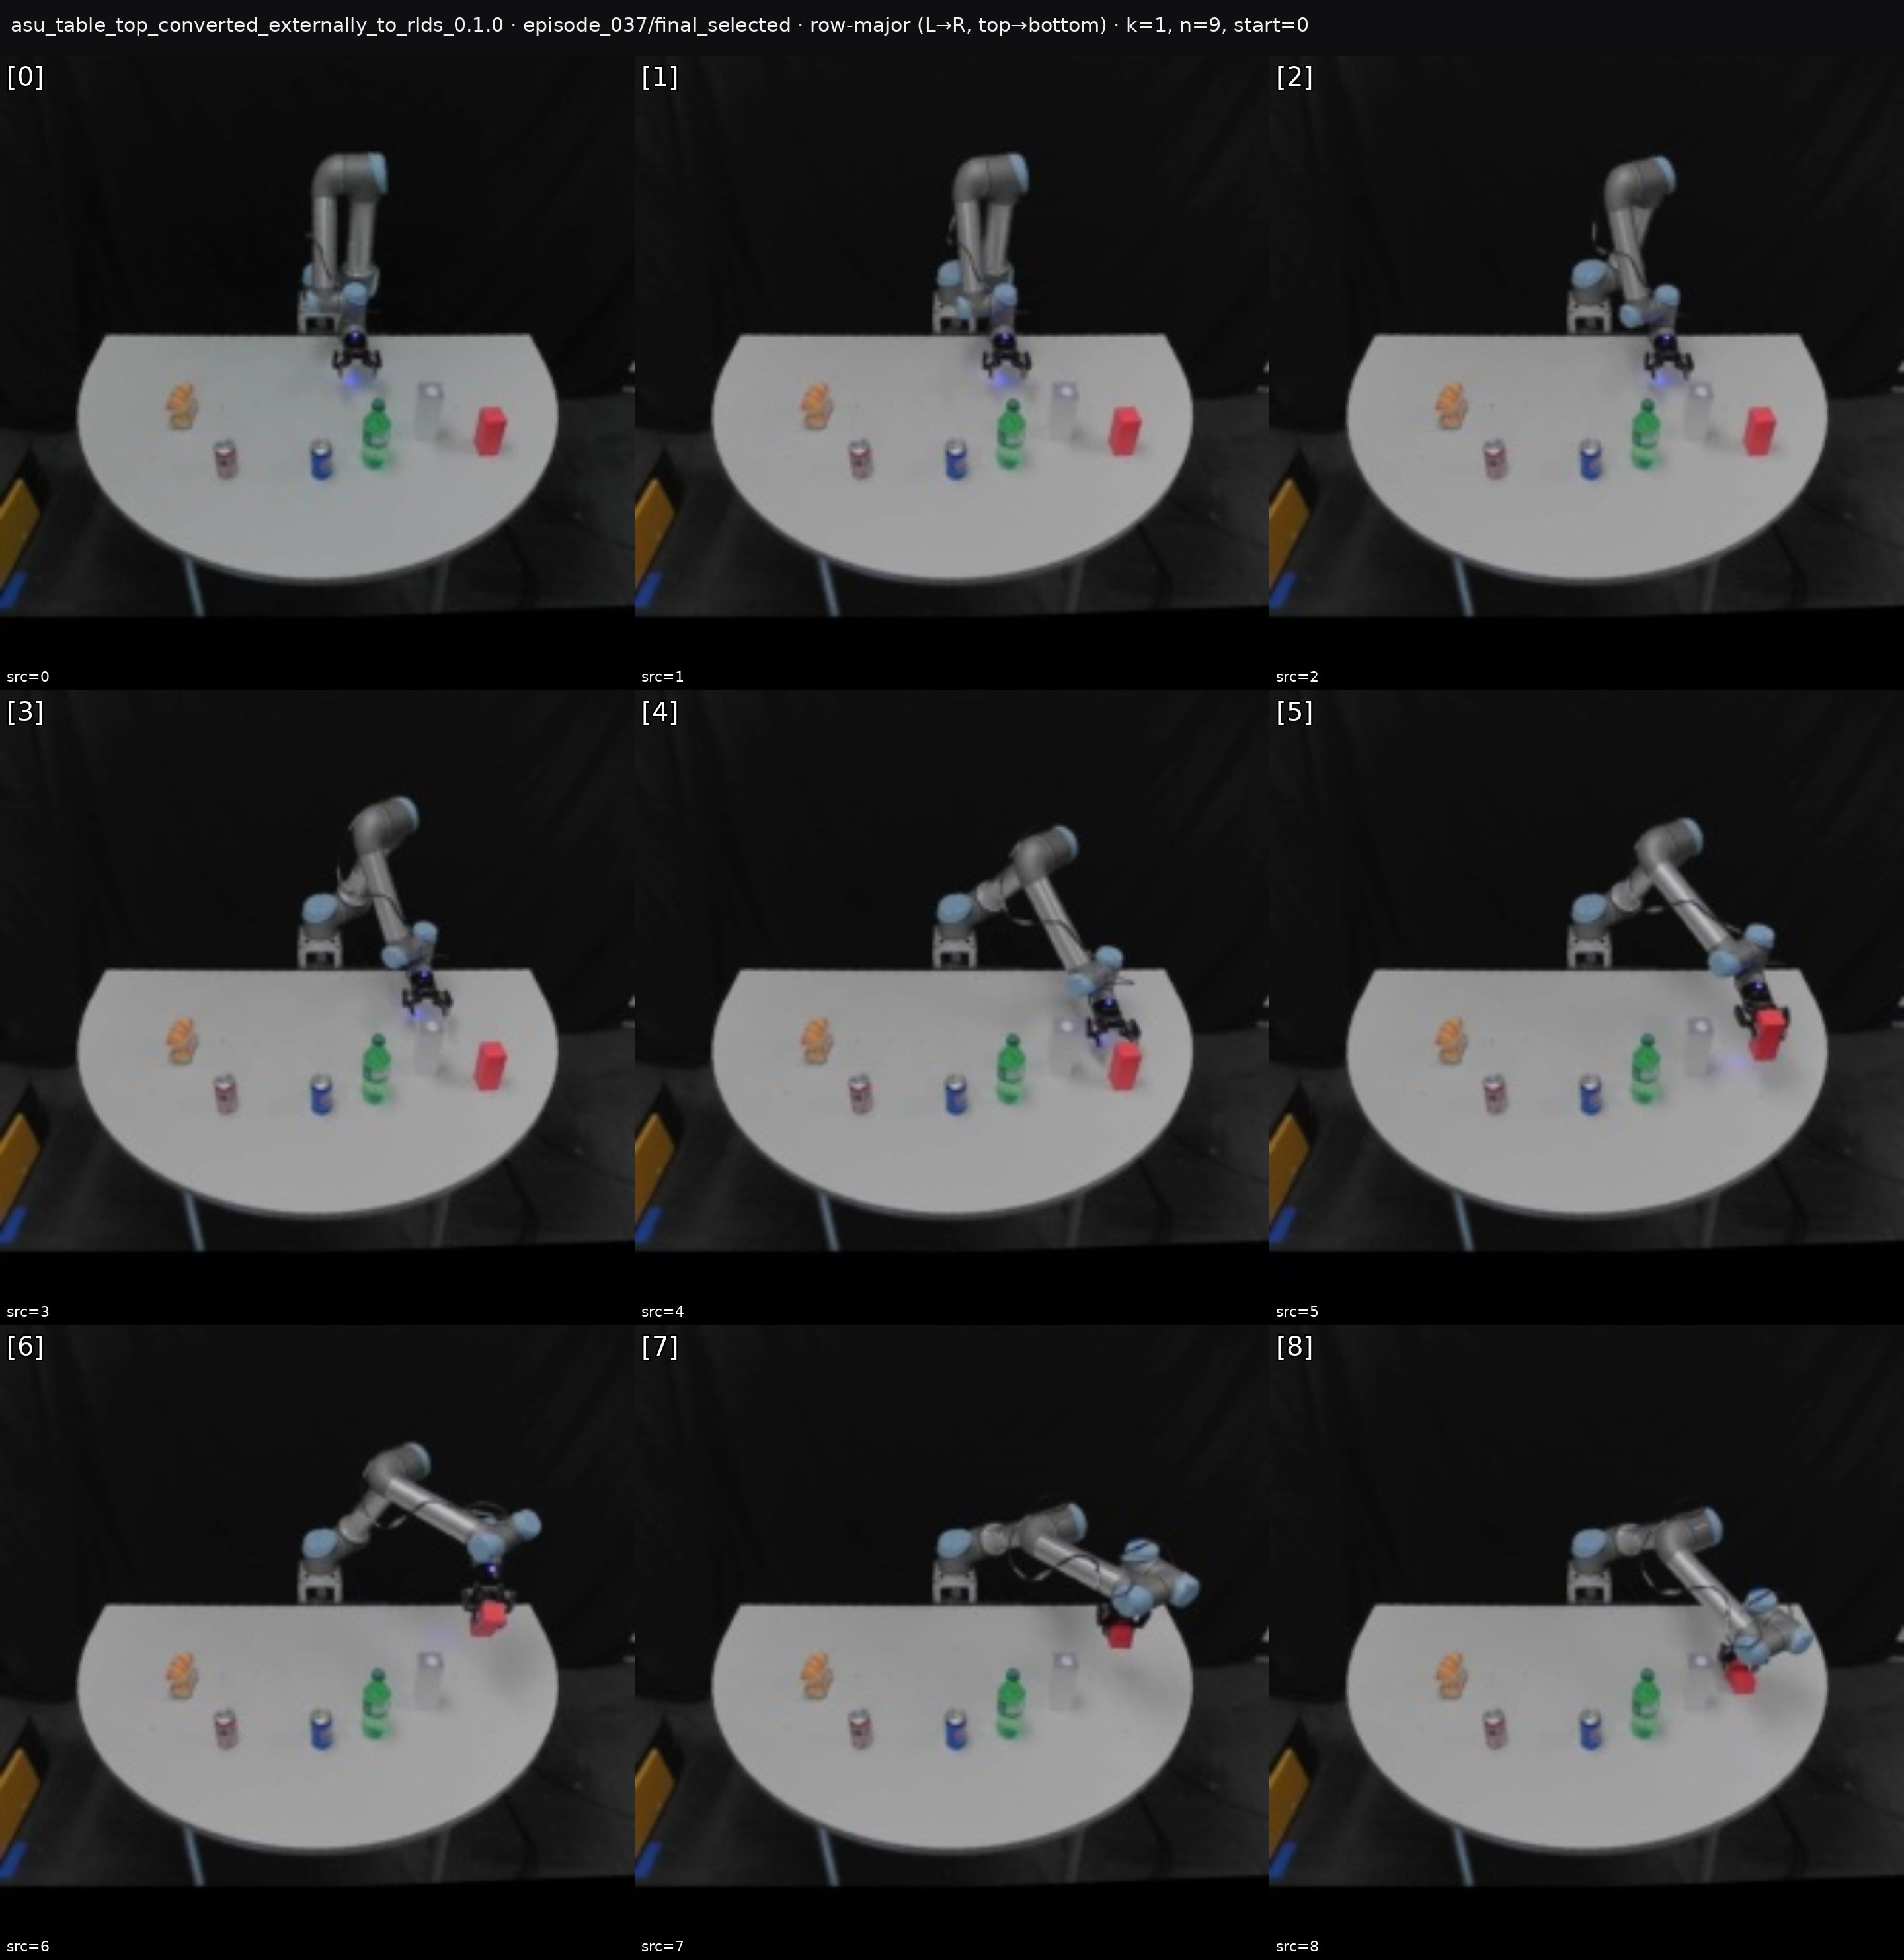 asu_table_top_converted_externally_to_rlds_0.1.0 · episode_037/final_selected · row-major (L→R, top→bottom) · k=1, n=9, start=0
[0]
[1]
[2]
src=0
src=1
src=2
[3]
[4]
[5]
src=3
src=4
src=5
[6]
[7]
[8]
src=6
src=7
src=8